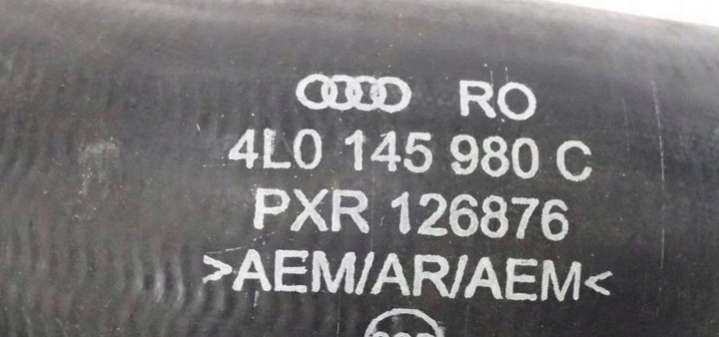 RO
4L0 145 980 C
PXR 126876
>AEM/AR/AEM<